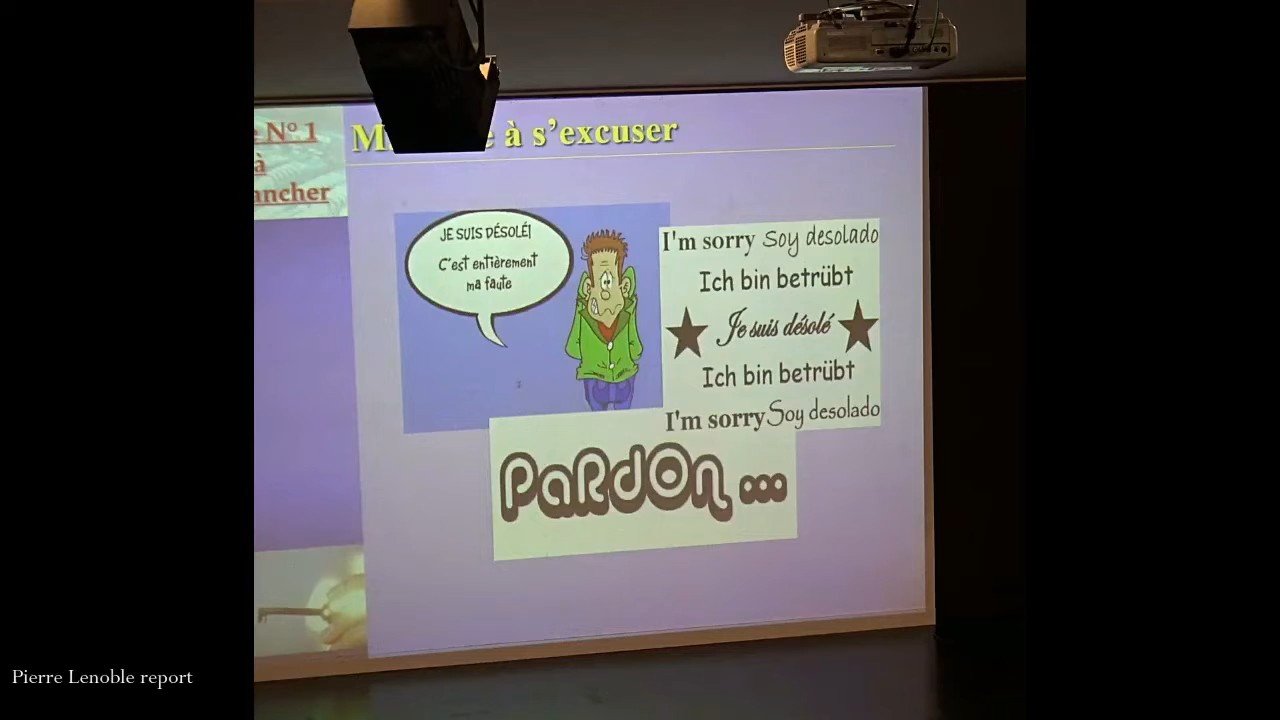 N° 1
à
à s'excuser
JE SUIS DÉSOLÉ!
C'est entièrement
ma faute
I'm sorry Soy desolado
Ich bin betrübt
Je suis désolé
Ich bin betrübt
I'm sorry Soy desolado
PaRdOn ...
Pierre Lenoble report